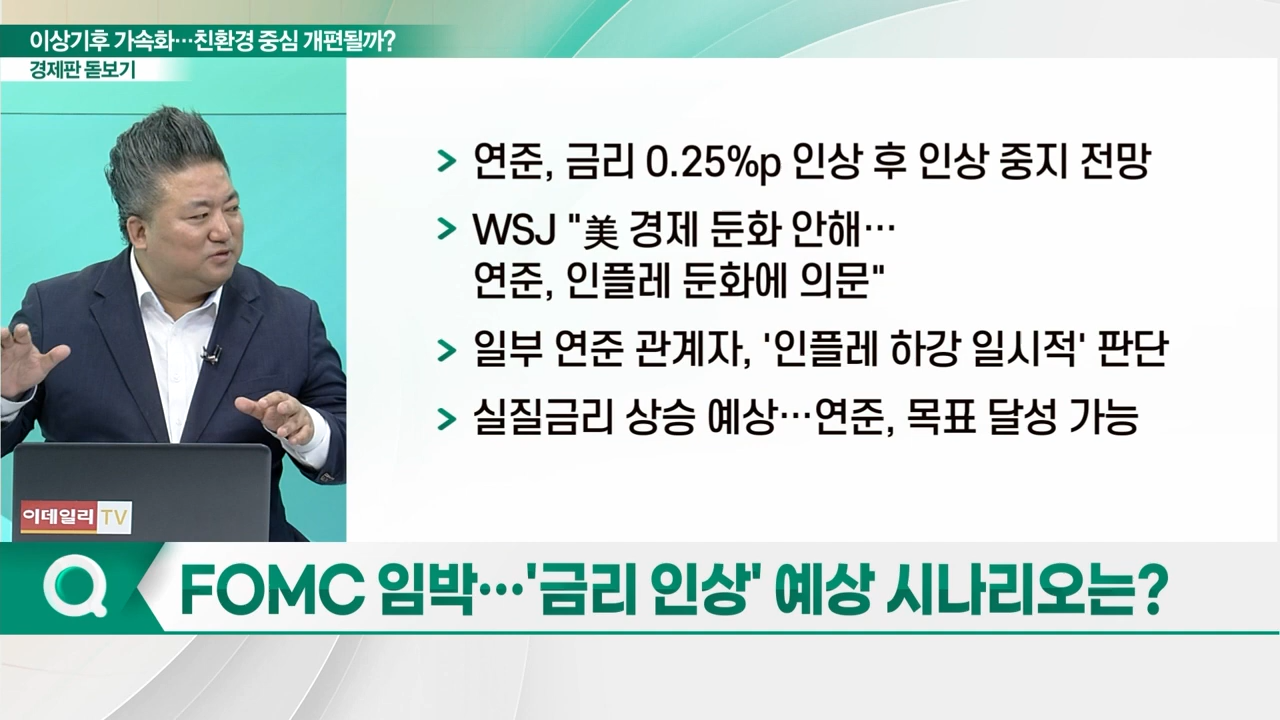 이상기후 가속화…친환경 중심 개편될까?
경제판 돋보기
> 연준, 금리 0.25%p 인상 후 인상 중지 전망
> WSJ "美 경제 둔화 안해…
연준, 인플레 둔화에 의문"
> 일부 연준 관계자, '인플레 하강 일시적' 판단
> 실질금리 상승 예상…연준, 목표 달성 가능
이데일리 TV
FOMC 임박…'금리 인상' 예상 시나리오는?